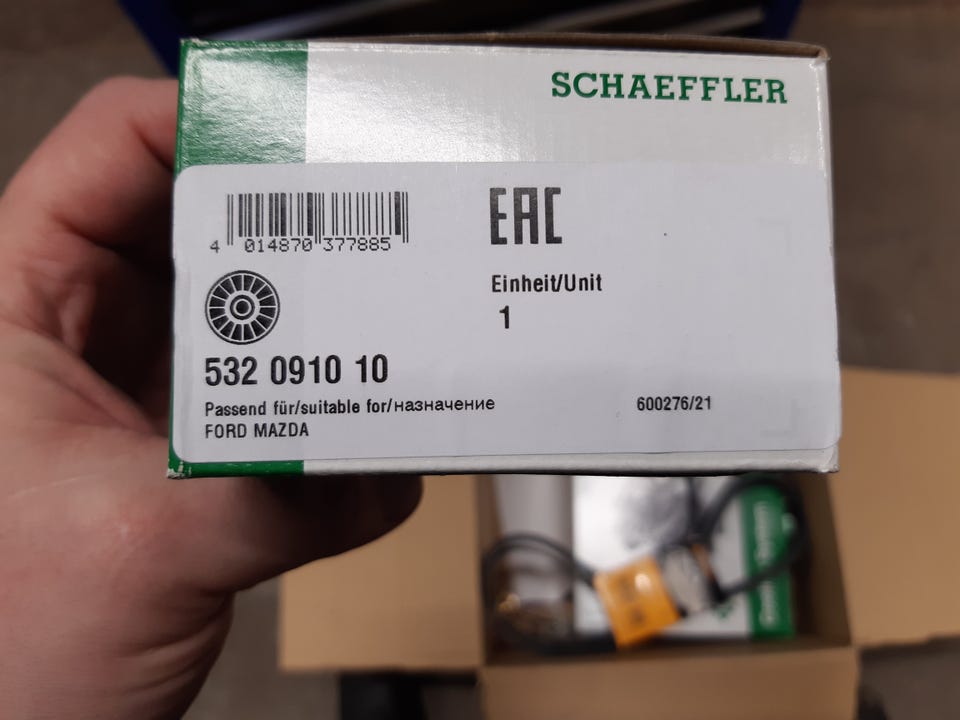 SCHAEFFLER
4 014870 377885
EAC
Einheit/Unit
1
532 0910 10
Passend für/suitable for/назначение
FORD MAZDA
600276/21